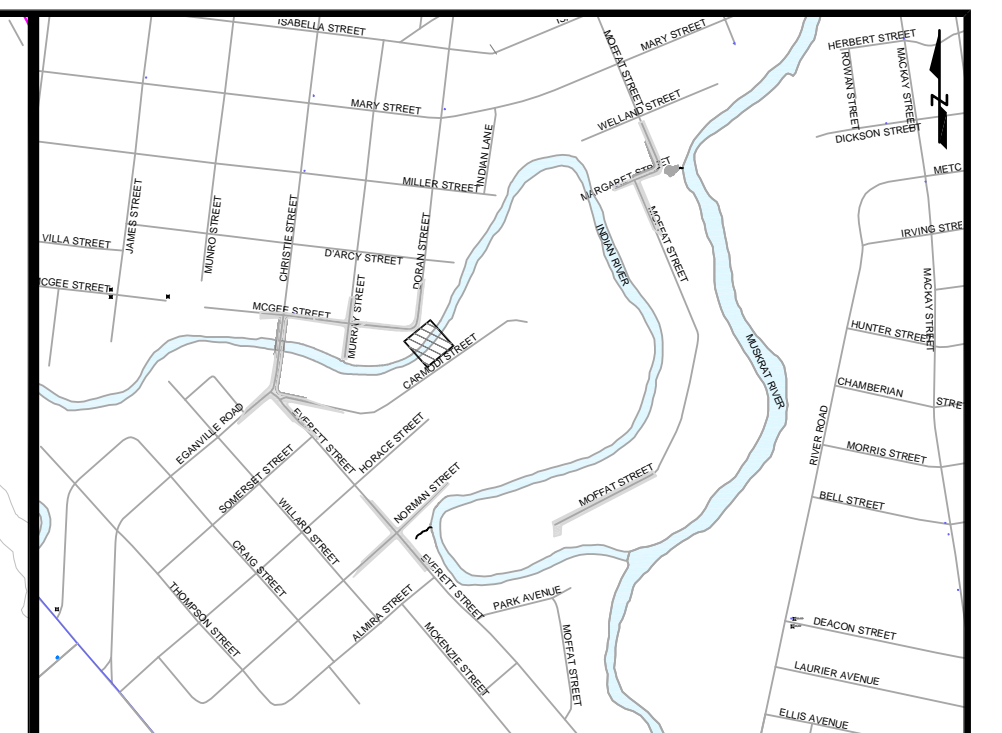 ISABELLA STREET
MOFFAT STREET
MARY STREET
HERBERT STREET
ROWAN STREET
MACKAY STREET
N
MARY STREET
WELLAND STREET
DICKSON STREET
INDIAN LANE
METC
MILLER STREET
MARGARET STREET
JAMES STREET
MUNRO STREET
CHRISTIE STREET
DORAN STREET
MOFFAT STREET
INDIAN RIVER
IRVING STRE
VILLA STREET
D'ARCY STREET
MCGEE STREET
MCGEE STREET
MURRAY STREET
MACKAY STREET
CARMODI STREET
HUNTER STREET
MUSKRAT RIVER
CHAMBERIAN
STRE
EGANVILLE ROAD
EVERETT STREET
HORACE STREET
RIVER ROAD
MORRIS STREET
SOMERSET STREET
NORMAN STREET
MOFFAT STREET
BELL STREET
WILLARD STREET
CRAIG STREET
EVERETT STREET
THOMPSON STREET
ALMIRA STREET
PARK AVENUE
MCKENZIE STREET
MOFFAT STREET
DEACON STREET
LAURIER AVENUE
ELLIS AVENUE